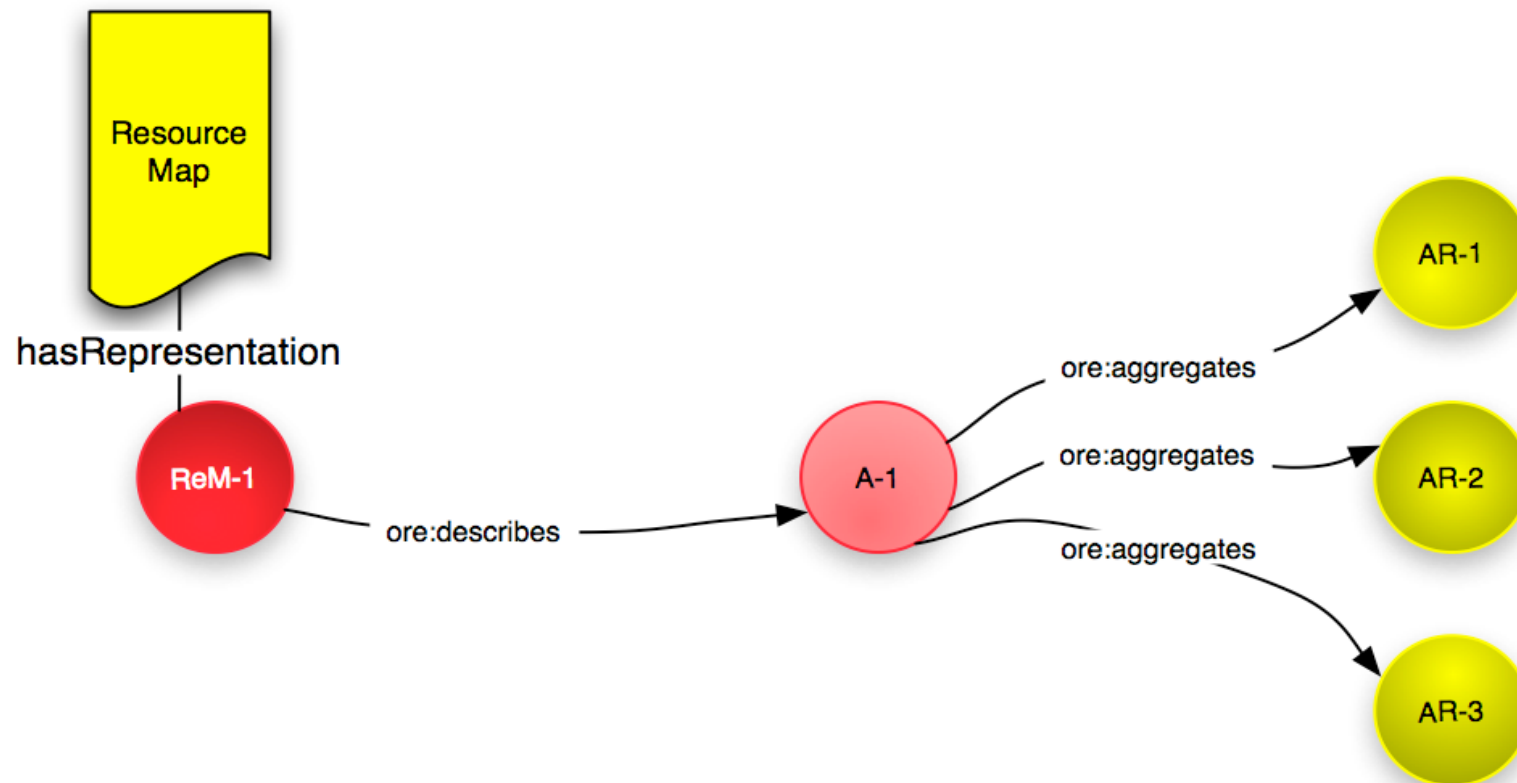 Resource
Map
hasRepresentation
ReM-1
ore:describes
A-1
ore:aggregates
ore:aggregates
ore:aggregates
AR-1
AR-2
AR-3